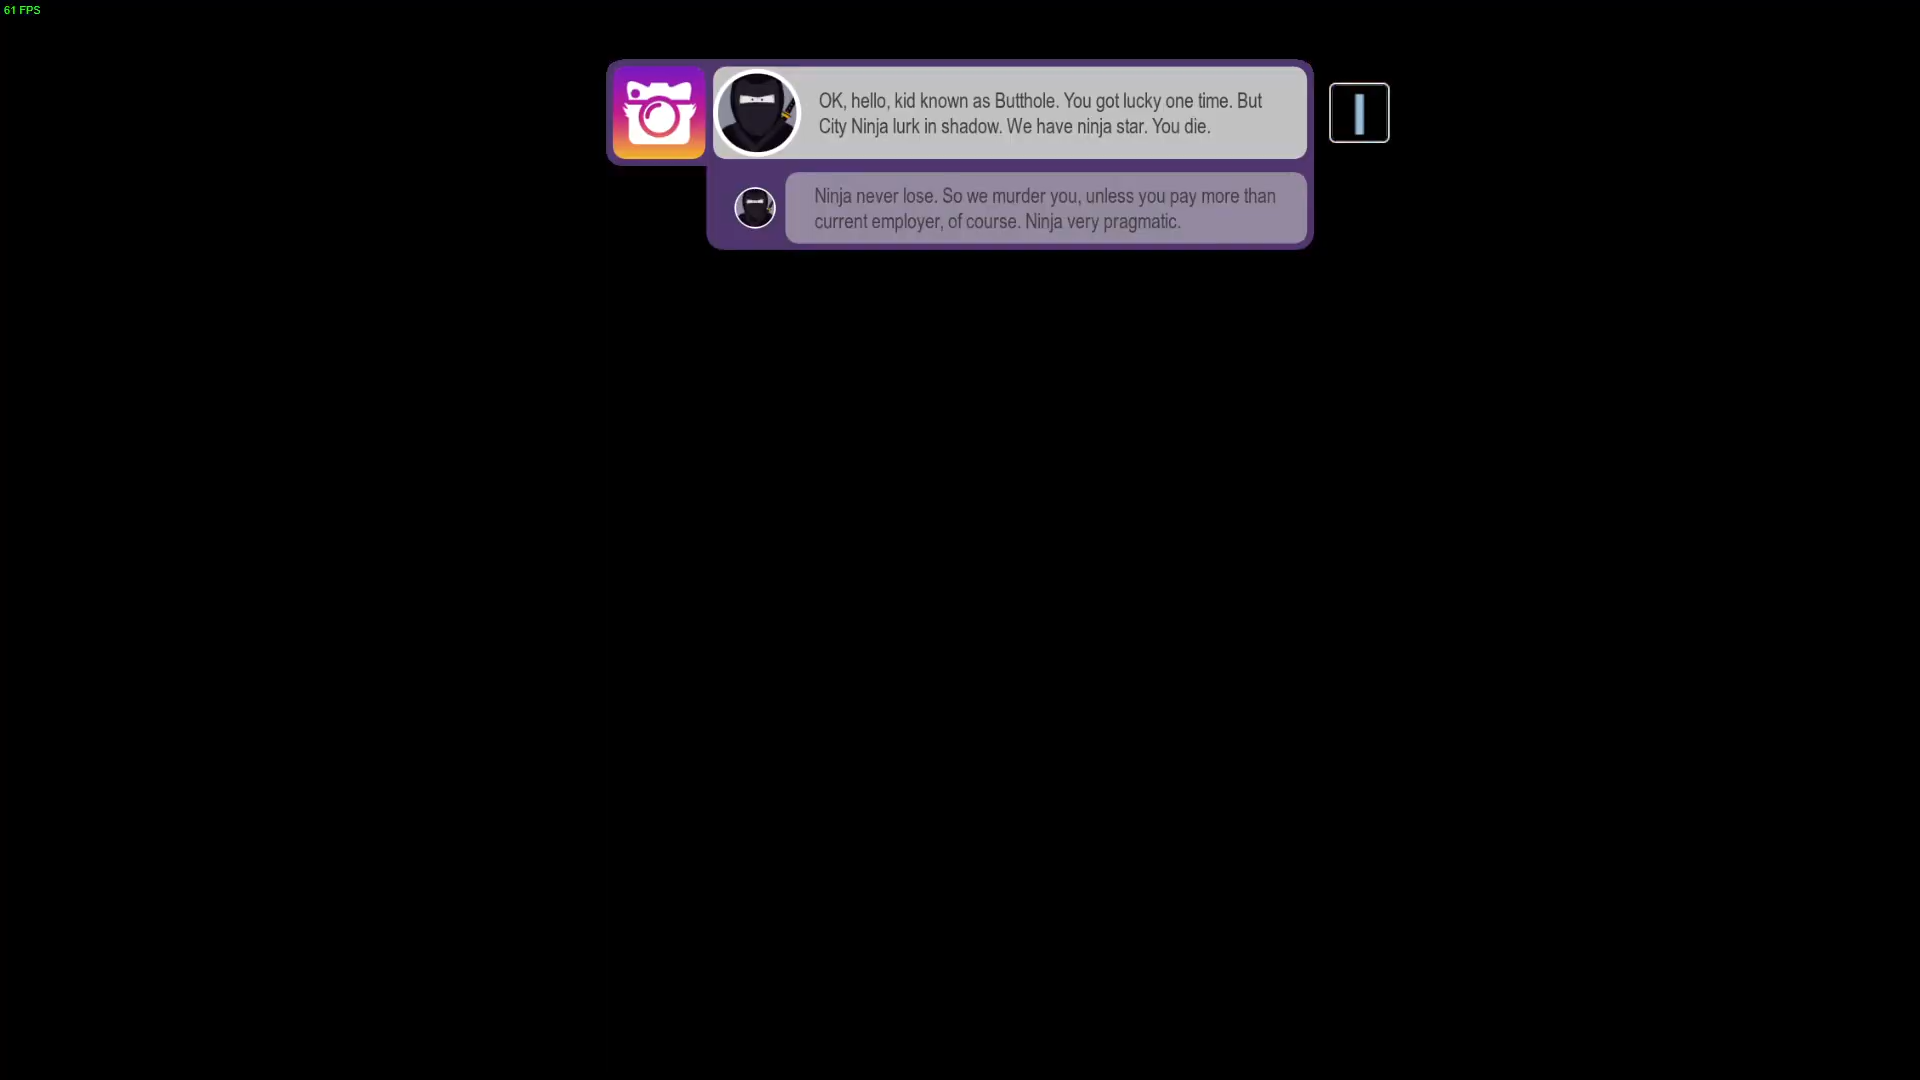 61 FPS
OK, hello, kid known as Butthole. You got lucky one time. But
City Ninja lurk in shadow. We have ninja star. You die.
I
Ninja never lose. So we murder you, unless you pay more than
current employer, of course. Ninja very pragmatic.